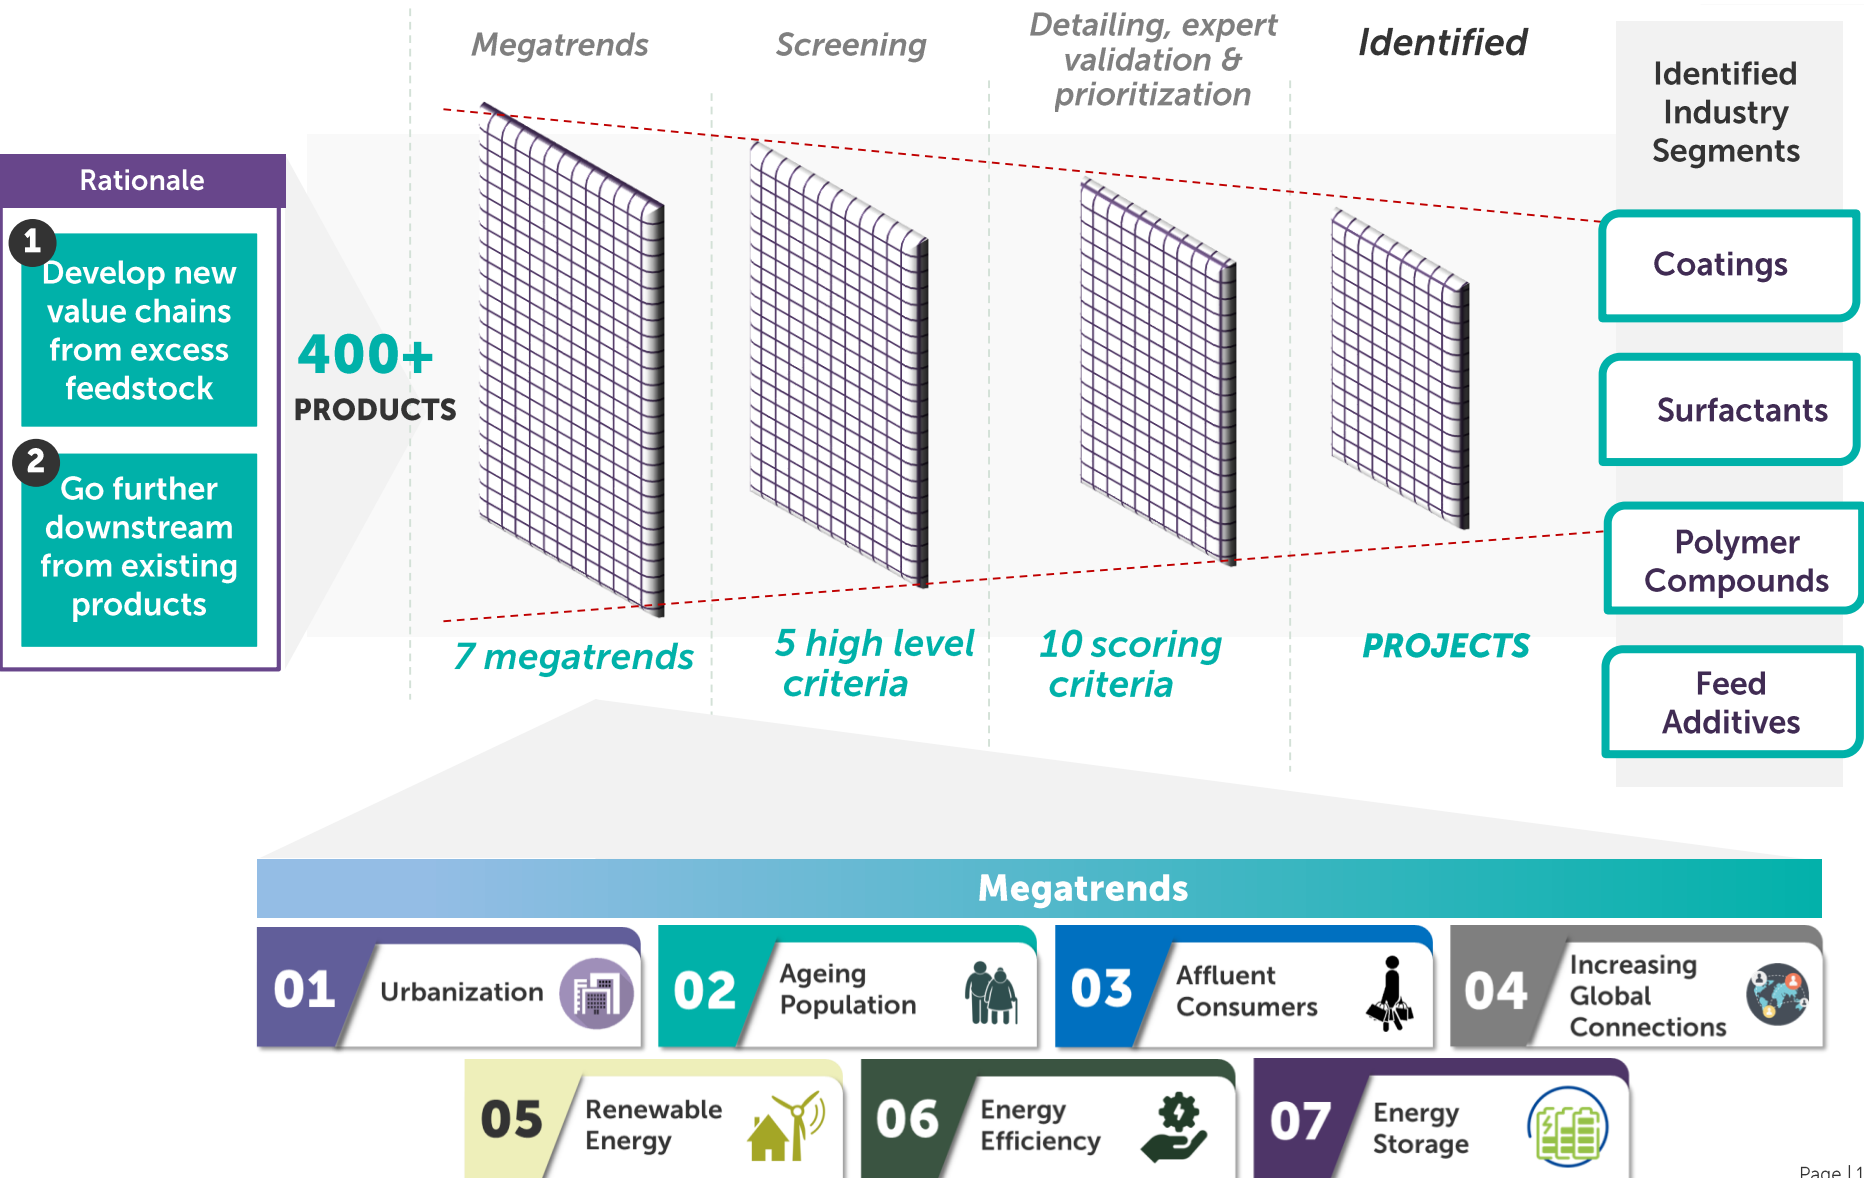 Megatrends
Screening
Detailing, expert
validation &
prioritization
Identified
Identified
Industry
Segments
Rationale
1
Develop new
value chains
from excess
feedstock
2
Go further
downstream
from existing
products
400+
PRODUCTS
7 megatrends
5 high level
criteria
10 scoring
criteria
PROJECTS
Coatings
Surfactants
Polymer
Compounds
Feed
Additives
Megatrends
01
Urbanization
02
Ageing
Population
03
Affluent
Consumers
04
Increasing
Global
Connections
05
Renewable
Energy
06
Energy
Efficiency
07
Energy
Storage
Page | 1